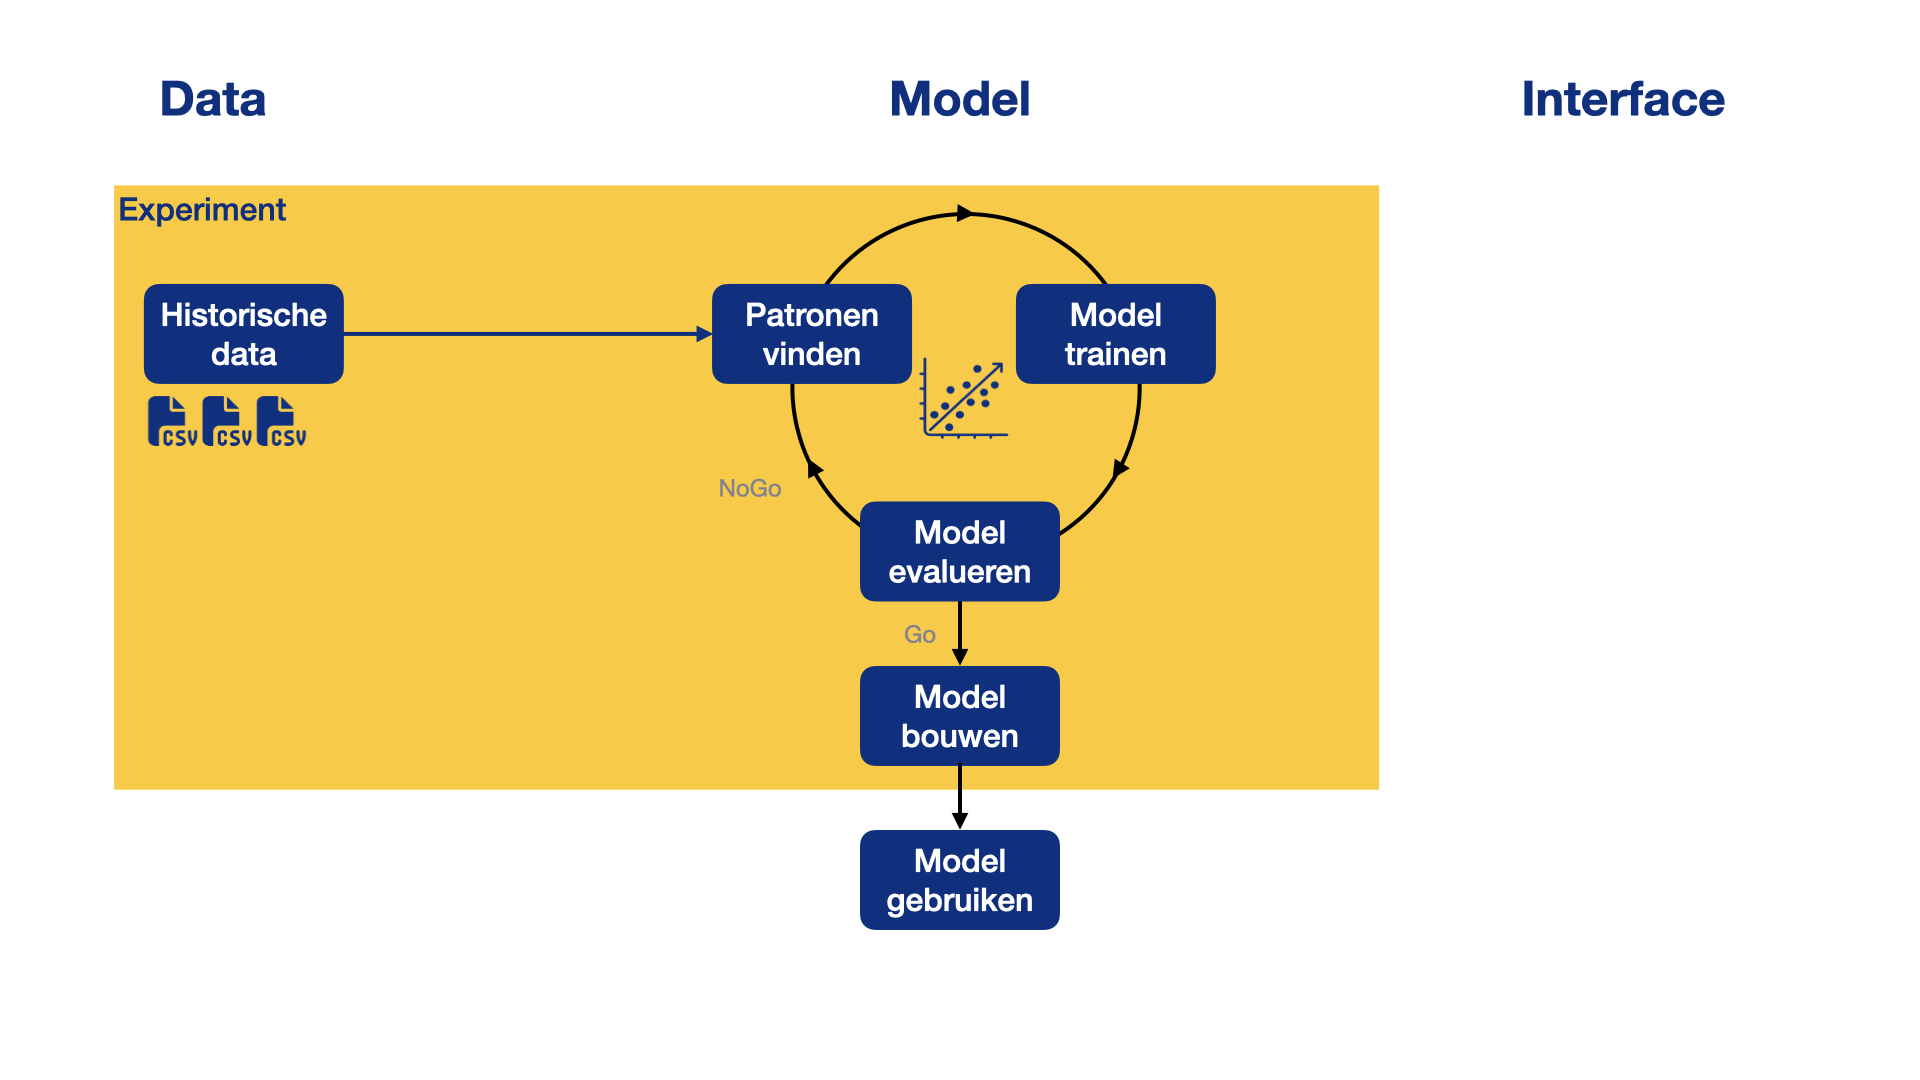 Data
Model
Interface
Experiment
Historische
data
CSV
CSV
CSV
Patronen
vinden
Model
trainen
NoGo
Model
evalueren
Go
Model
bouwen
Model
gebruiken